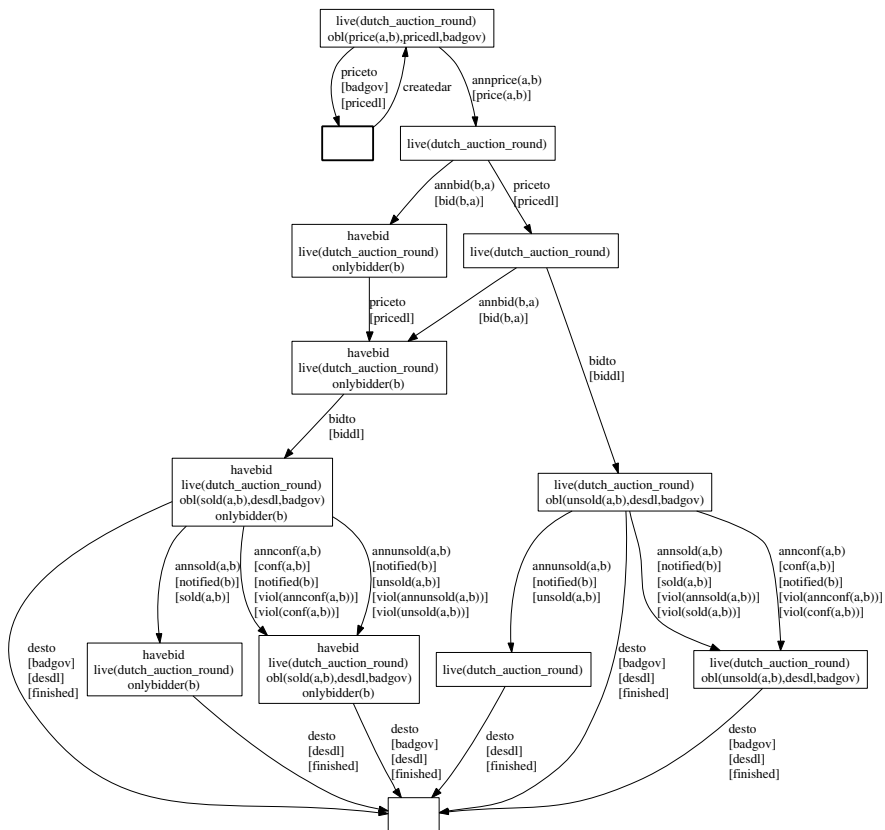 live(dutch_auction_round)
obl(price(a,b),pricedl,badgov)
priceto
[badgov]
[pricedl]
createdar
annprice(a,b)
[price(a,b)]
live(dutch_auction_round)
annbid(b,a)
[bid(b,a)]
priceto
[pricedl]
havebid
live(dutch_auction_round)
onlybidder(b)
live(dutch_auction_round)
priceto
[pricedl]
annbid(b,a)
[bid(b,a)]
havebid
live(dutch_auction_round)
onlybidder(b)
bidto
[biddl]
bidto
[biddl]
havebid
live(dutch_auction_round)
obl(sold(a,b),desdl,badgov)
onlybidder(b)
live(dutch_auction_round)
obl(unsold(a,b),desdl,badgov)
annsold(a,b)
[notified(b)]
[sold(a,b)]
annconf(a,b)
[conf(a,b)]
[notified(b)]
[viol(annconf(a,b))]
[viol(conf(a,b))]
annunsold(a,b)
[notified(b)]
[unsold(a,b)]
[viol(annunsold(a,b))]
[viol(unsold(a,b))]
annunsold(a,b)
[notified(b)]
[unsold(a,b)]
annsold(a,b)
[notified(b)]
[sold(a,b)]
[viol(annsold(a,b))]
[viol(sold(a,b))]
annconf(a,b)
[conf(a,b)]
[notified(b)]
[viol(annconf(a,b))]
[viol(conf(a,b))]
desto
[badgov]
[desdl]
[finished]
havebid
live(dutch_auction_round)
onlybidder(b)
havebid
live(dutch_auction_round)
obl(sold(a,b),desdl,badgov)
onlybidder(b)
live(dutch_auction_round)
desto
[badgov]
[desdl]
[finished]
live(dutch_auction_round)
obl(unsold(a,b),desdl,badgov)
desto
[desdl]
[finished]
desto
[badgov]
[desdl]
[finished]
desto
[desdl]
[finished]
desto
[badgov]
[desdl]
[finished]